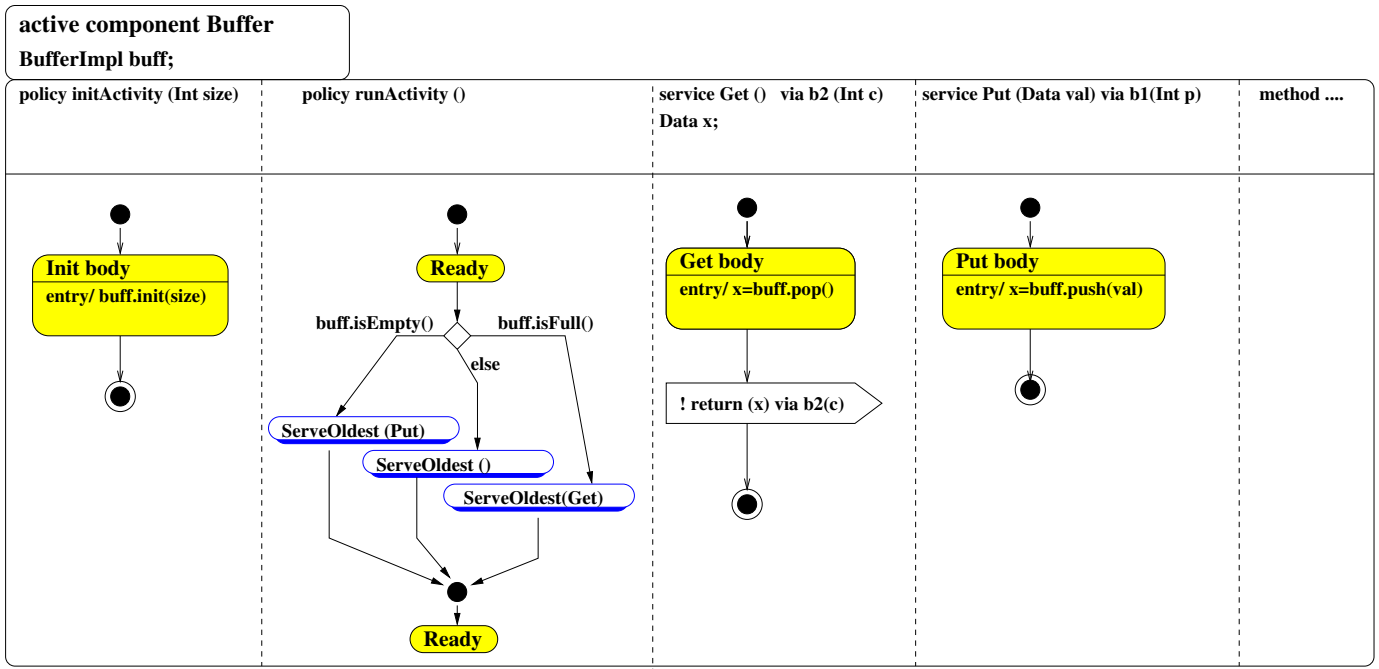 active component Buffer
BufferImpl buff;
policy initActivity (Int size)
policy runActivity ()
service Get () via b2 (Int c)
Data x;
service Put (Data val) via b1(Int p)
method ....
Init body
entry/ buff.init(size)
Ready
buff.isEmpty()
buff.isFull()
else
ServeOldest (Put)
ServeOldest ()
ServeOldest(Get)
Ready
Get body
entry/ x=buff.pop()
! return (x) via b2(c)
Put body
entry/ x=buff.push(val)